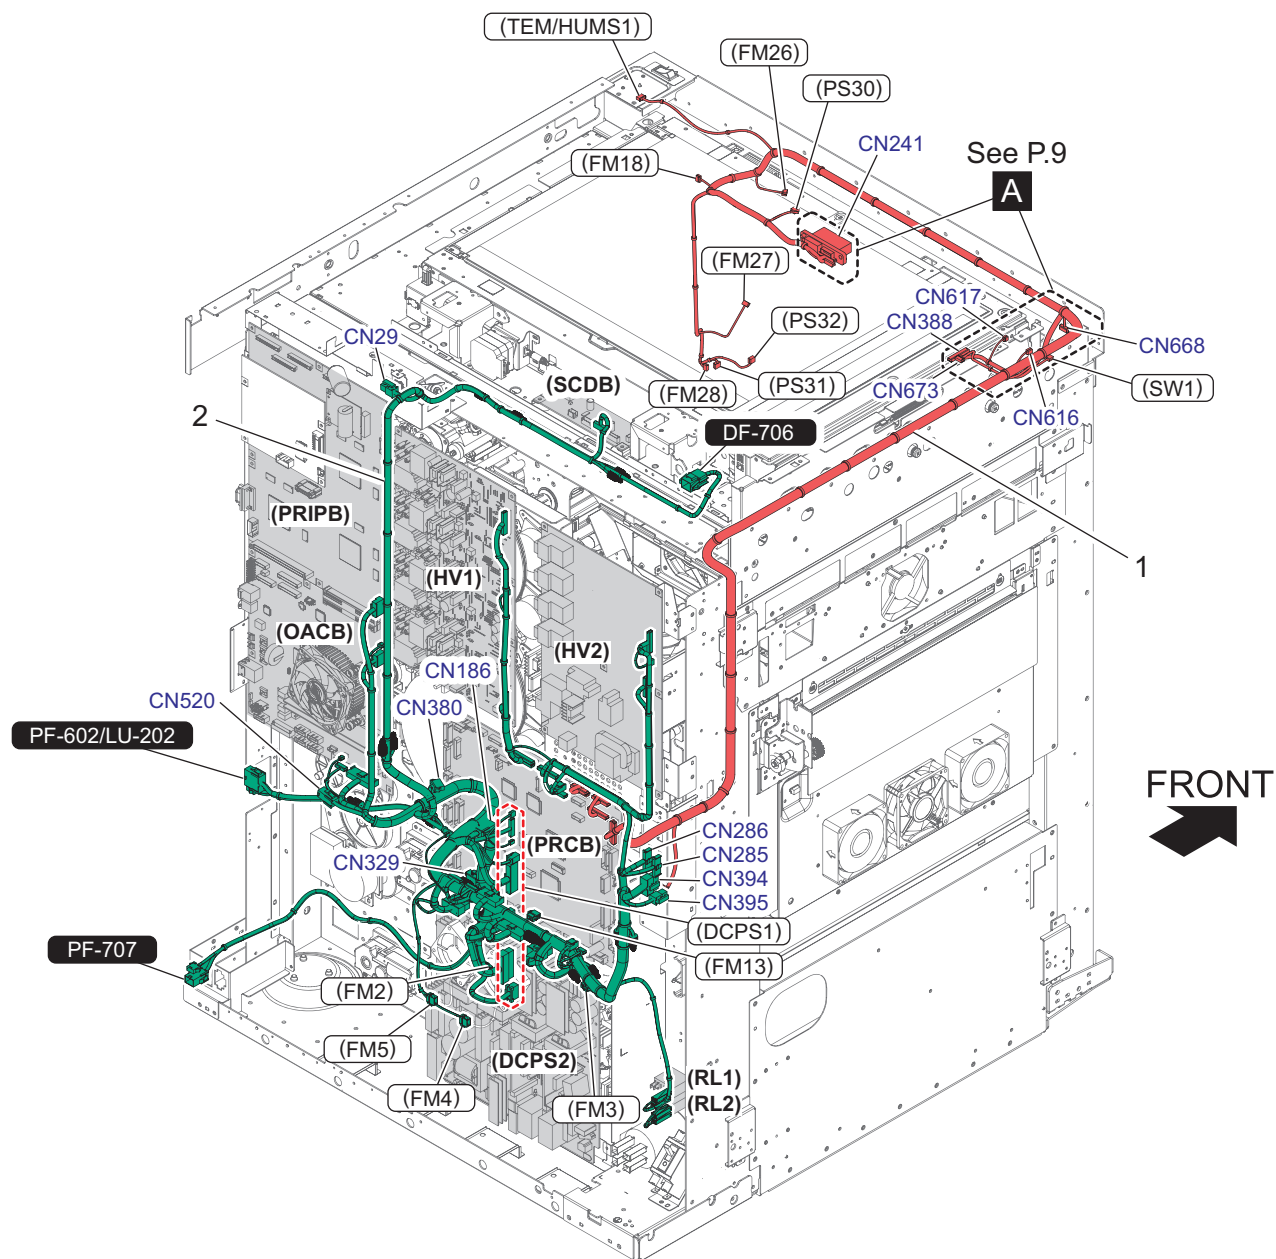 (TEM/HUMS1)
(FM26)
(PS30)
CN241
See P.9
A
(FM18)
(FM27)
CN617
CN388
CN668
(PS32)
CN29
(SCDB)
(FM28)
(PS31)
CN673
(SW1)
CN616
2
DF-706
(PRIPB)
1
(HV1)
(OACB)
(HV2)
CN186
CN520
CN380
PF-602/LU-202
FRONT
CN286
(PRCB)
CN285
CN329
CN394
CN395
(DCPS1)
PF-707
(FM13)
(FM2)
(FM5)
(DCPS2)
(RL1)
(FM4)
(FM3)
(RL2)